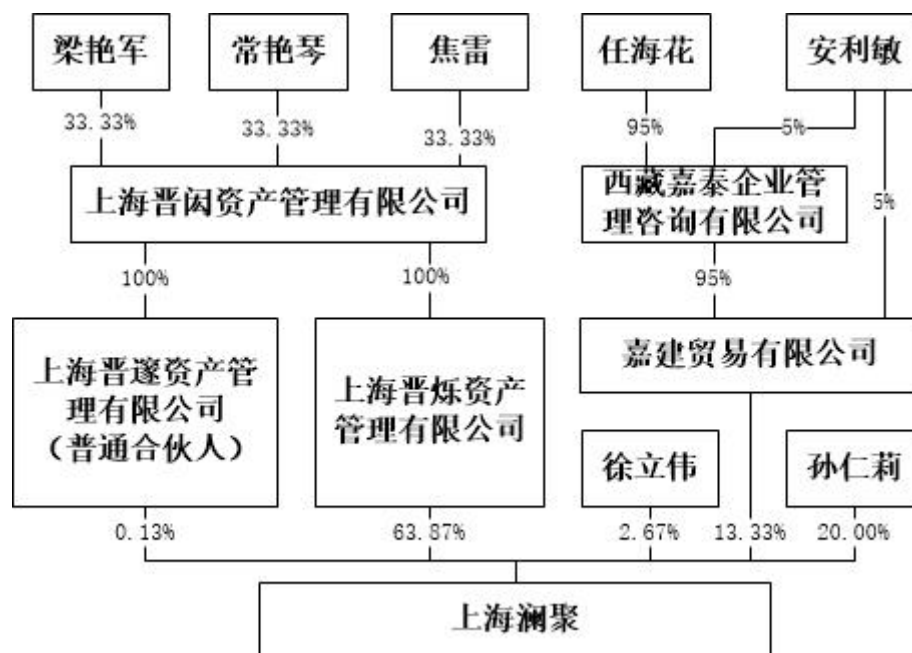 梁艳军
常艳琴
焦雷
任海花
安利敏
33.33%
33.33%
33.33%
95%
5%
上海晋闳资产管理有限公司
西藏嘉泰企业管
理咨询有限公司
5%
100%
100%
95%
上海晋邃资产管
理有限公司
（普通合伙人）
上海晋烁资产
管理有限公司
嘉建贸易有限公司
徐立伟
孙仁莉
0.13%
63.87%
2.67%
13.33%
20.00%
上海澜聚